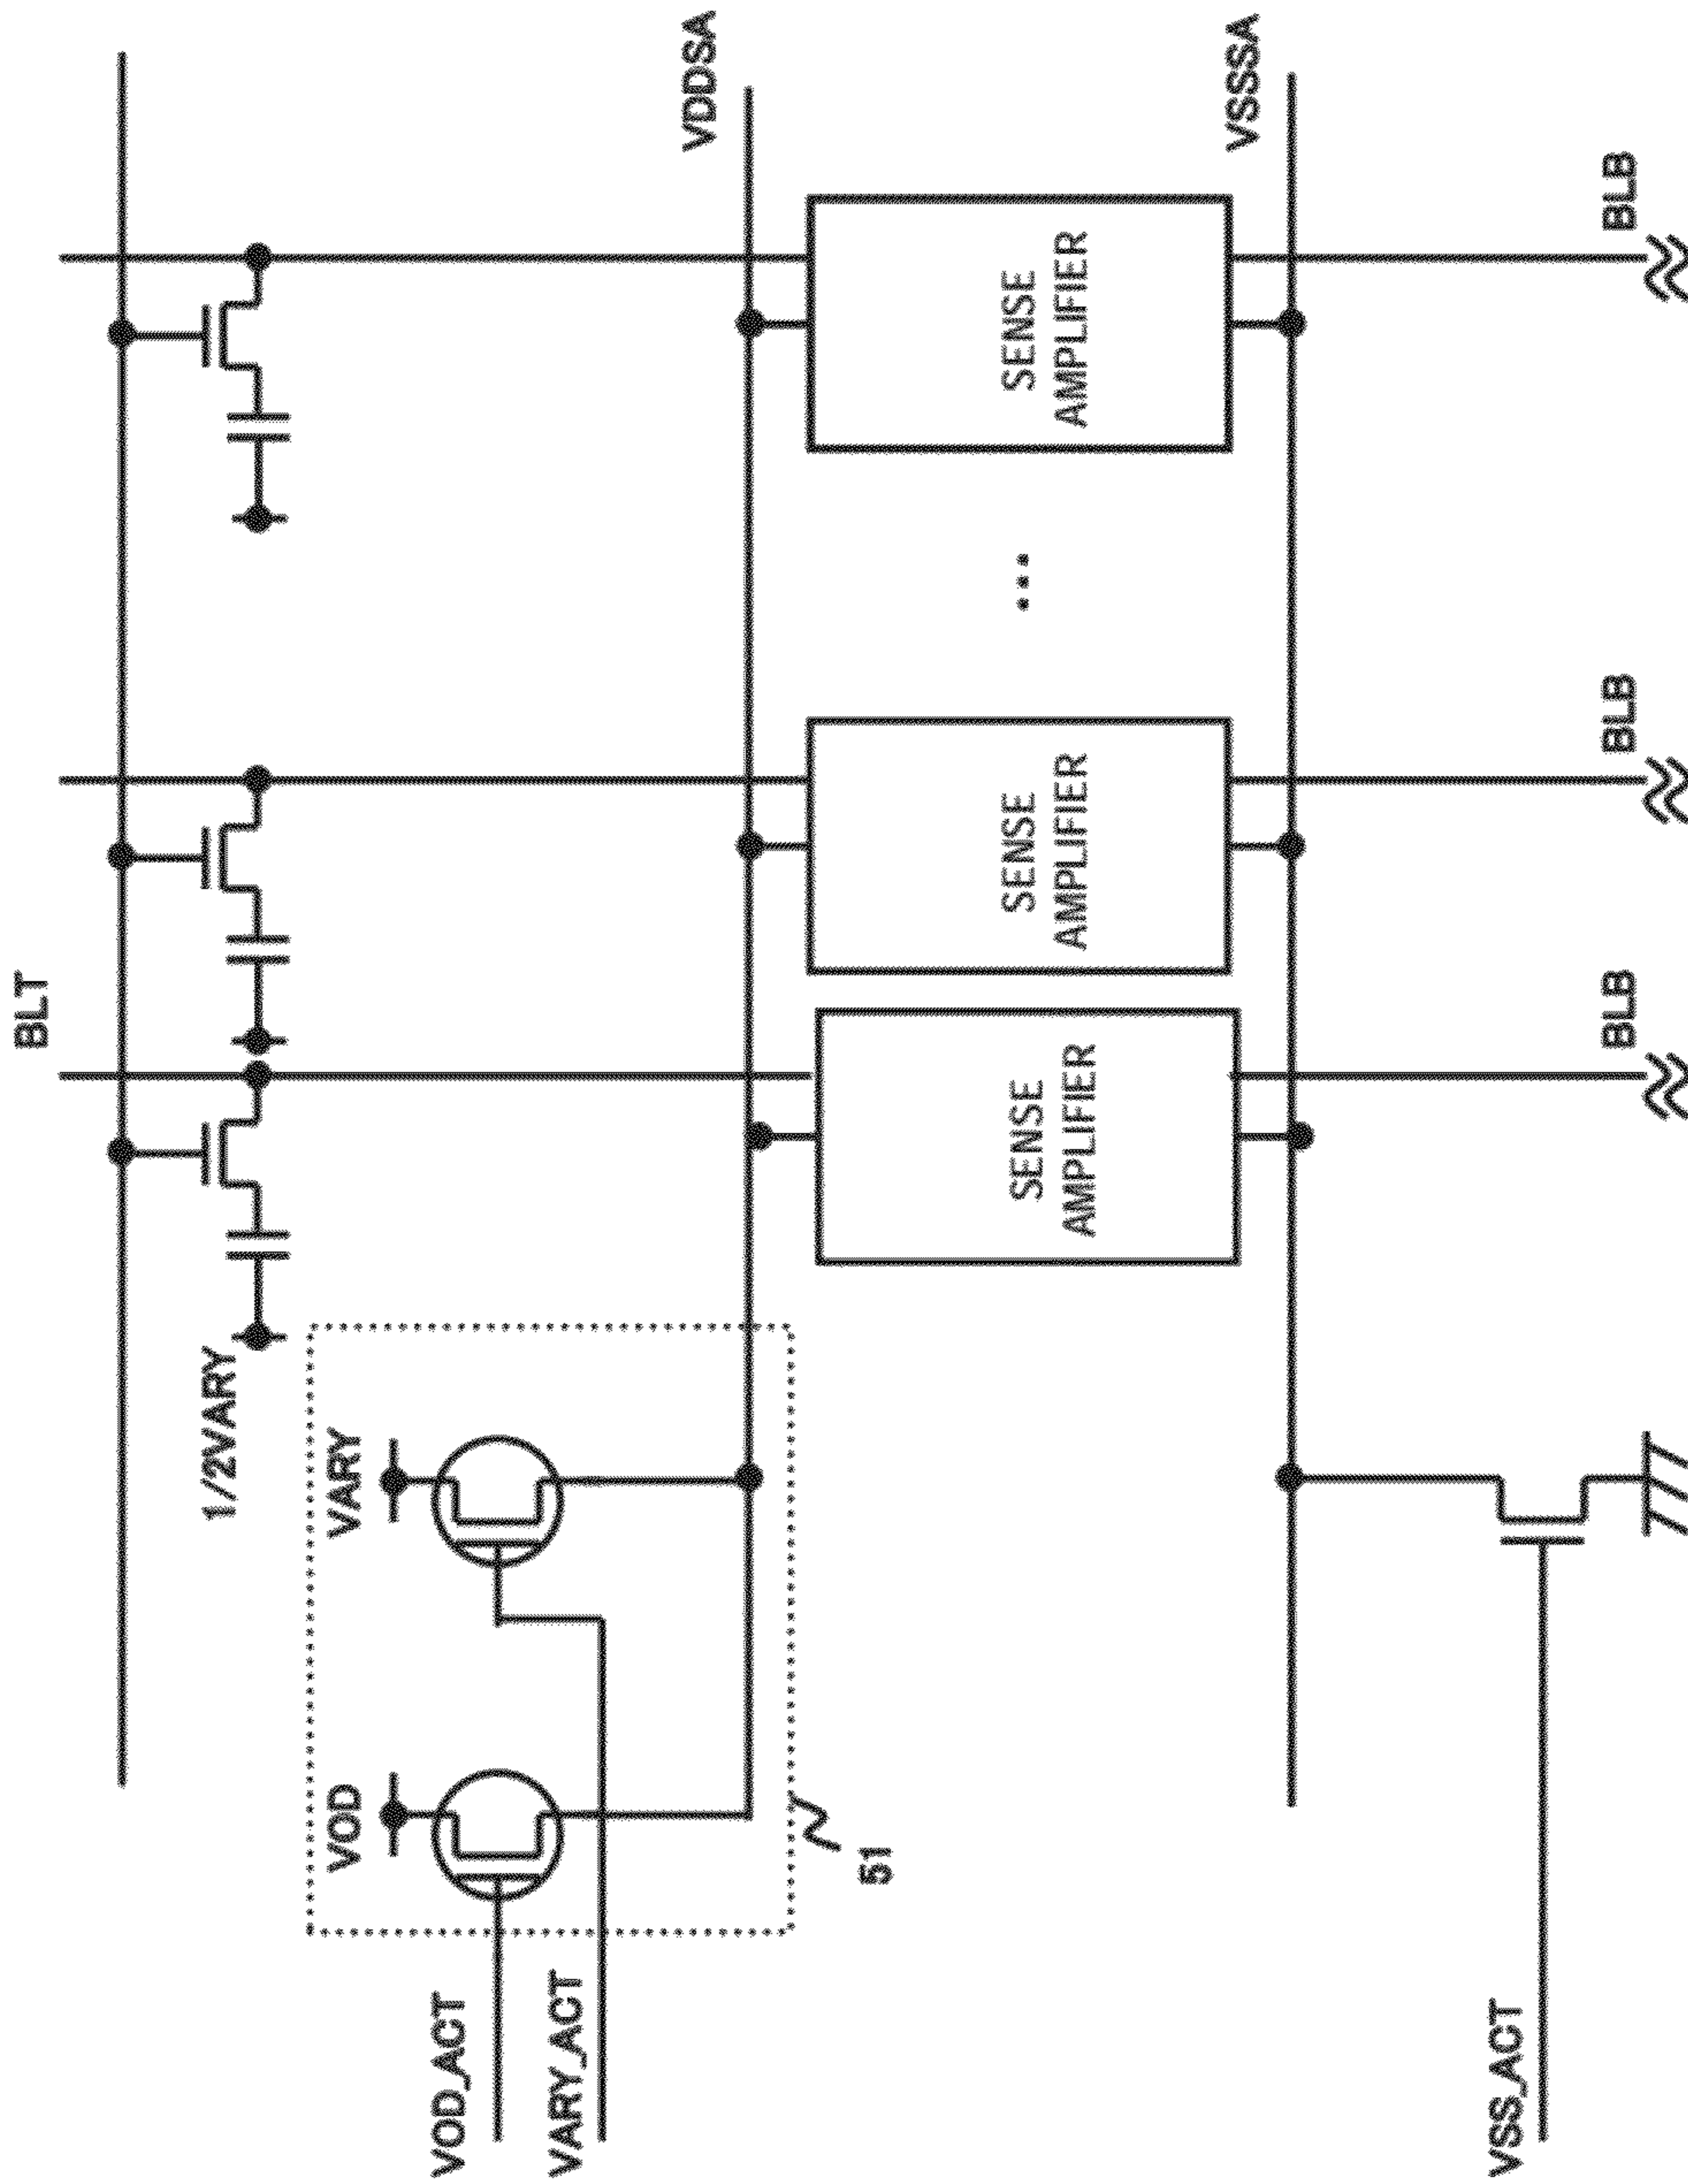 BLT
1/2VARY
VOD
VARY
VOD_ACT
VARY_ACT
VDDSA
51
SENSE
AMPLIFIER
SENSE
AMPLIFIER
...
SENSE
AMPLIFIER
VSSSA
VSS_ACT
BLB
BLB
BLB